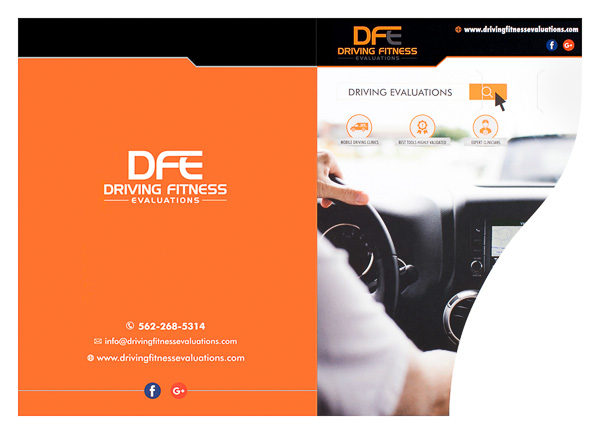 DFE
DRIVING FITNESS
EVALUATIONS
562-268-5314
info@drivingfitnessevaluations.com
www.drivingfitnessevaluations.com
f
G+
DFE
DRIVING FITNESS
EVALUATIONS
www.drivingfitnessevaluations.com
f
G+
DRIVING EVALUATIONS
MOBILE DRIVING CLINICS
BEST TOOLS HIGHLY VALIDATED
EXPERT CLINICIANS